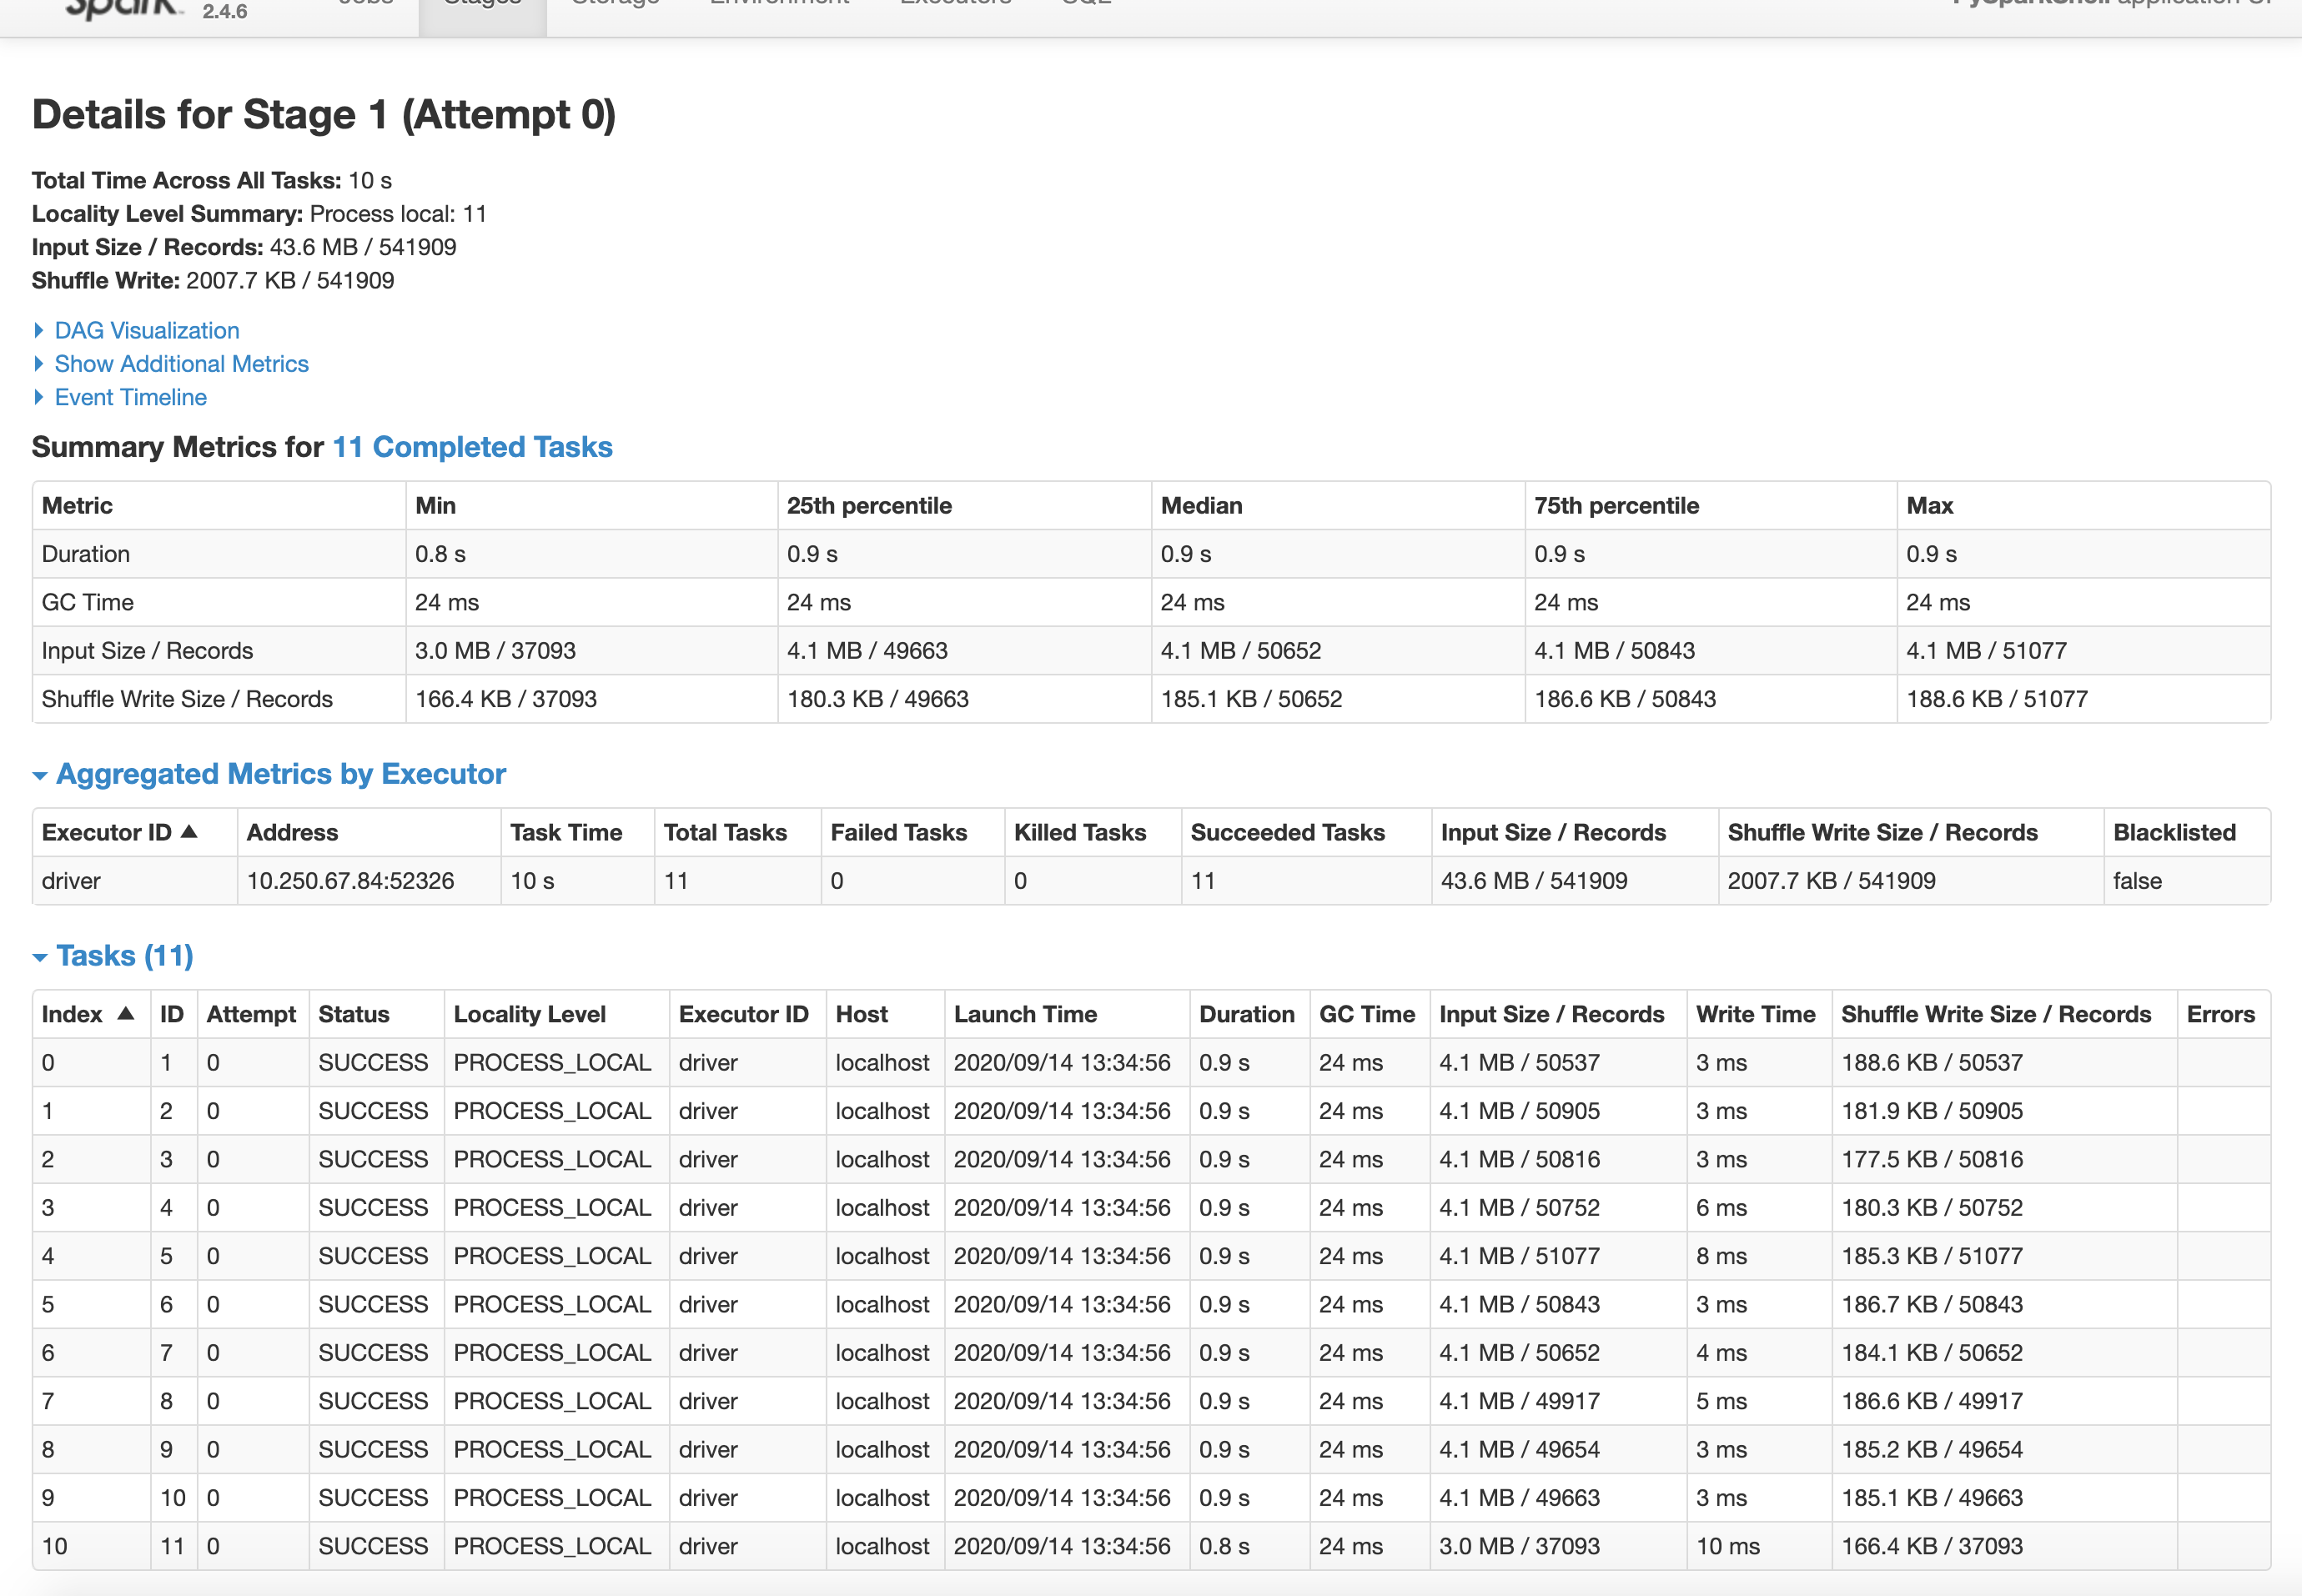 Spark 2.4.6 Jobs Stages Storage Environment Executors SQL PySparkShell application UI
Details for Stage 1 (Attempt 0)
Total Time Across All Tasks: 10 s
Locality Level Summary: Process local: 11
Input Size / Records: 43.6 MB / 541909
Shuffle Write: 2007.7 KB / 541909
DAG Visualization
Show Additional Metrics
Event Timeline
Summary Metrics for 11 Completed Tasks
Metric Min 25th percentile Median 75th percentile Max
Duration 0.8 s 0.9 s 0.9 s 0.9 s 0.9 s
GC Time 24 ms 24 ms 24 ms 24 ms 24 ms
Input Size / Records 3.0 MB / 37093 4.1 MB / 49663 4.1 MB / 50652 4.1 MB / 50843 4.1 MB / 51077
Shuffle Write Size / Records 166.4 KB / 37093 180.3 KB / 49663 185.1 KB / 50652 186.6 KB / 50843 188.6 KB / 51077
Aggregated Metrics by Executor
Executor ID ▲ Address Task Time Total Tasks Failed Tasks Killed Tasks Succeeded Tasks Input Size / Records Shuffle Write Size / Records Blacklisted
driver 10.250.67.84:52326 10 s 11 0 0 11 43.6 MB / 541909 2007.7 KB / 541909 false
Tasks (11)
Index ▲ ID Attempt Status Locality Level Executor ID Host Launch Time Duration GC Time Input Size / Records Write Time Shuffle Write Size / Records Errors
0 1 0 SUCCESS PROCESS_LOCAL driver localhost 2020/09/14 13:34:56 0.9 s 24 ms 4.1 MB / 50537 3 ms 188.6 KB / 50537
1 2 0 SUCCESS PROCESS_LOCAL driver localhost 2020/09/14 13:34:56 0.9 s 24 ms 4.1 MB / 50905 3 ms 181.9 KB / 50905
2 3 0 SUCCESS PROCESS_LOCAL driver localhost 2020/09/14 13:34:56 0.9 s 24 ms 4.1 MB / 50816 3 ms 177.5 KB / 50816
3 4 0 SUCCESS PROCESS_LOCAL driver localhost 2020/09/14 13:34:56 0.9 s 24 ms 4.1 MB / 50752 6 ms 180.3 KB / 50752
4 5 0 SUCCESS PROCESS_LOCAL driver localhost 2020/09/14 13:34:56 0.9 s 24 ms 4.1 MB / 51077 8 ms 185.3 KB / 51077
5 6 0 SUCCESS PROCESS_LOCAL driver localhost 2020/09/14 13:34:56 0.9 s 24 ms 4.1 MB / 50843 3 ms 186.7 KB / 50843
6 7 0 SUCCESS PROCESS_LOCAL driver localhost 2020/09/14 13:34:56 0.9 s 24 ms 4.1 MB / 50652 4 ms 184.1 KB / 50652
7 8 0 SUCCESS PROCESS_LOCAL driver localhost 2020/09/14 13:34:56 0.9 s 24 ms 4.1 MB / 49917 5 ms 186.6 KB / 49917
8 9 0 SUCCESS PROCESS_LOCAL driver localhost 2020/09/14 13:34:56 0.9 s 24 ms 4.1 MB / 49654 3 ms 185.2 KB / 49654
9 10 0 SUCCESS PROCESS_LOCAL driver localhost 2020/09/14 13:34:56 0.9 s 24 ms 4.1 MB / 49663 3 ms 185.1 KB / 49663
10 11 0 SUCCESS PROCESS_LOCAL driver localhost 2020/09/14 13:34:56 0.8 s 24 ms 3.0 MB / 37093 10 ms 166.4 KB / 37093